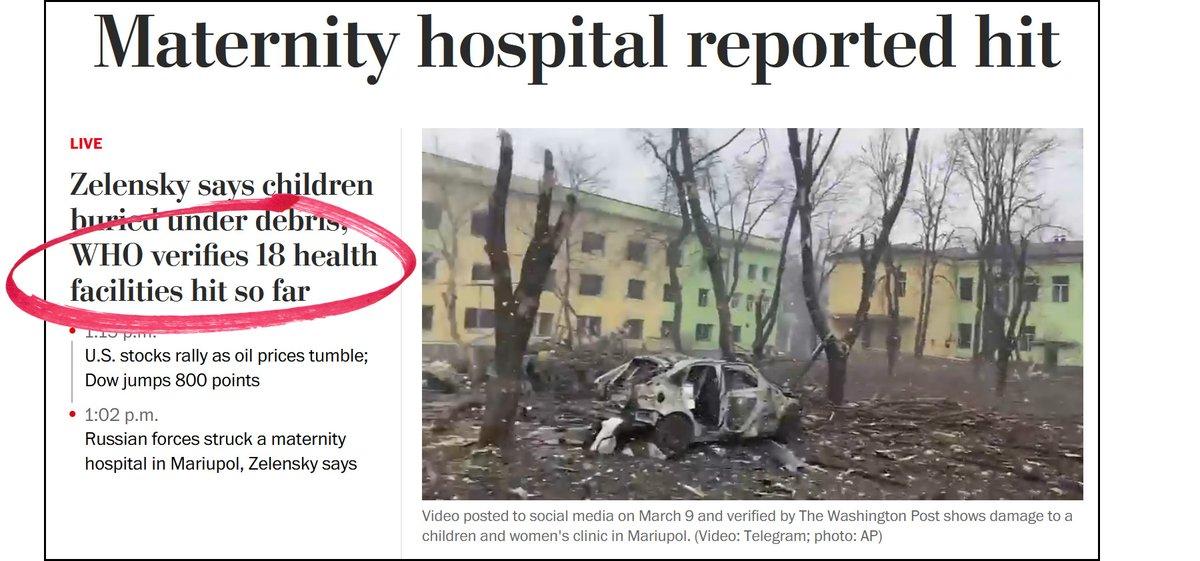 Maternity hospital reported hit
LIVE
Zelensky says children
buried under debris,
WHO verifies 18 health
facilities hit so far
1:15 p.m.
U.S. stocks rally as oil prices tumble;
Dow jumps 800 points
1:02 p.m.
Russian forces struck a maternity
hospital in Mariupol, Zelensky says
Video posted to social media on March 9 and verified by The Washington Post shows damage to a
children and women's clinic in Mariupol. (Video: Telegram; photo: AP)